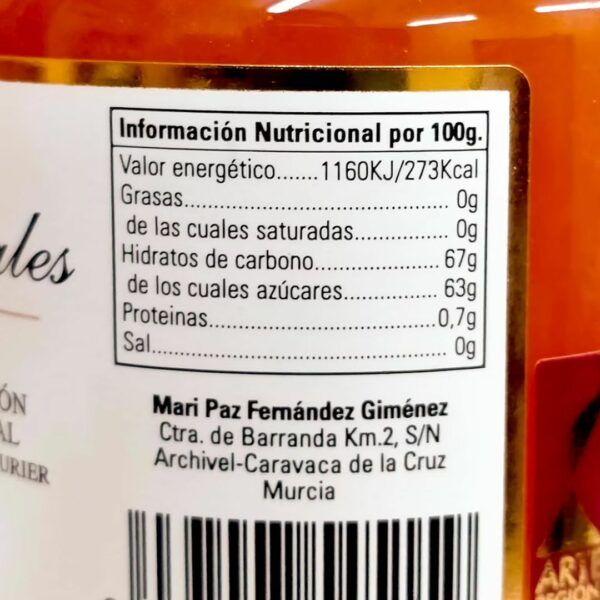 Información Nutricional por 100g.
Valor energético.......1160KJ/273Kcal
Grasas.......................................0g
de las cuales saturadas............. 0g
Hidratos de carbono.................. 67g
de los cuales azúcares............... 63g
Proteinas....................................0,7g
Sal.............................................. 0g
Mari Paz Fernández Giménez
Ctra. de Barranda Km.2, S/N
Archivel-Caravaca de la Cruz
Murcia